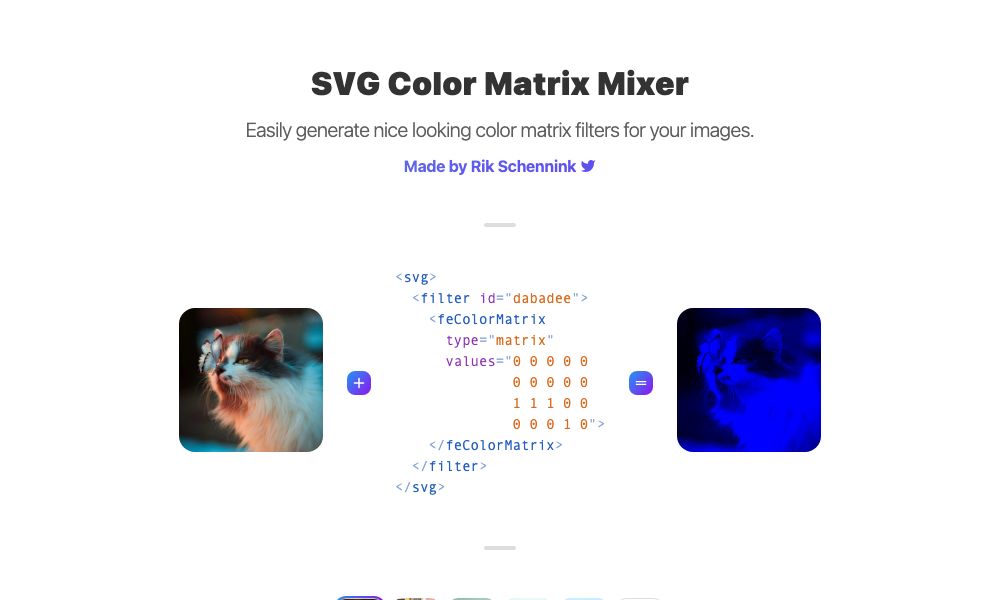 SVG Color Matrix Mixer
Easily generate nice looking color matrix filters for your images.
Made by Rik Schennink
<svg>
<filter id="dabadee">
<feColorMatrix
type="matrix"
values="0 0 0 0 0
0 0 0 0 0
1 1 1 0 0
0 0 0 1 0">
</feColorMatrix>
</filter>
</svg>